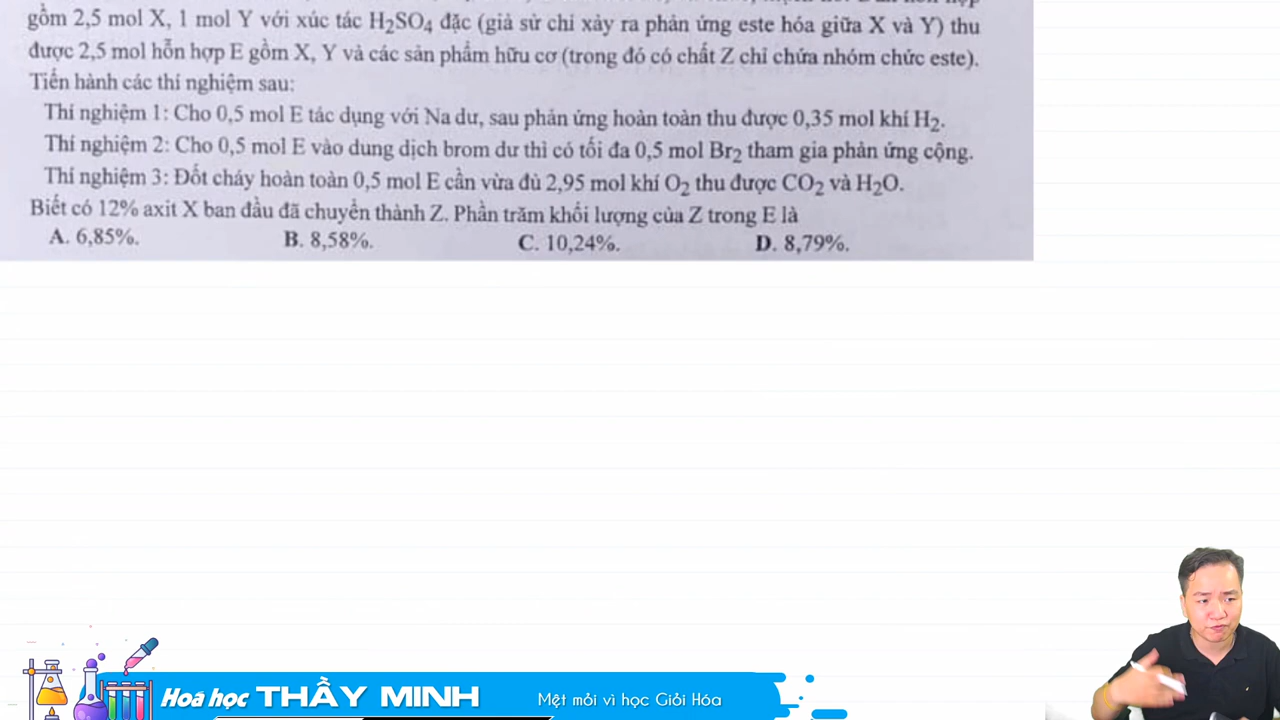 gồm 2,5 mol X, 1 mol Y với xúc tác H₂SO₄ đặc (giả sử chỉ xảy ra phản ứng este hóa giữa X và Y) thu
được 2,5 mol hỗn hợp E gồm X, Y và các sản phẩm hữu cơ (trong đó có chất Z chỉ chứa nhóm chức este).
Tiến hành các thí nghiệm sau:
Thí nghiệm 1: Cho 0,5 mol E tác dụng với Na dư, sau phản ứng hoàn toàn thu được 0,35 mol khí H₂.
Thí nghiệm 2: Cho 0,5 mol E vào dung dịch brom dư thì có tối đa 0,5 mol Br₂ tham gia phản ứng cộng.
Thí nghiệm 3: Đốt cháy hoàn toàn 0,5 mol E cần vừa đủ 2,95 mol khí O₂ thu được CO₂ và H₂O.
Biết có 12% axit X ban đầu đã chuyển thành Z. Phần trăm khối lượng của Z trong E là
A. 6,85%. B. 8,58%. C. 10,24%. D. 8,79%.
Hoá học THẦY MINH Mệt mỏi vì học Giỏi Hóa